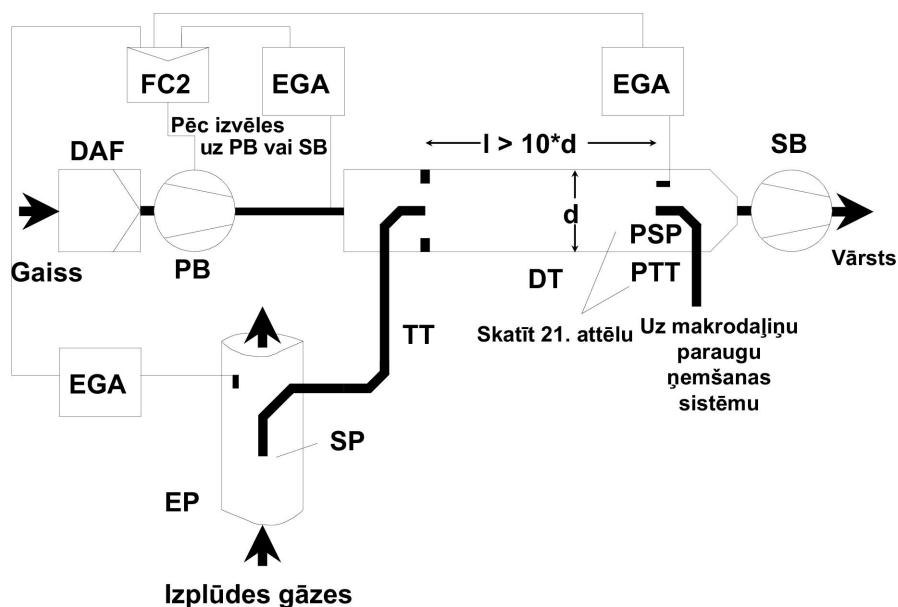 FC2
EGA
EGA
Pēc izvēles
uz PB vai SB
DAF
l > 10*d
SB
d
Gaiss
PB
PSP
DT
PTT
Vārsts
TT
Skatīt 21. attēlu
Uz makrodaļiņu
paraugu
ņemšanas
sistēmu
EGA
SP
EP
Izplūdes gāzes